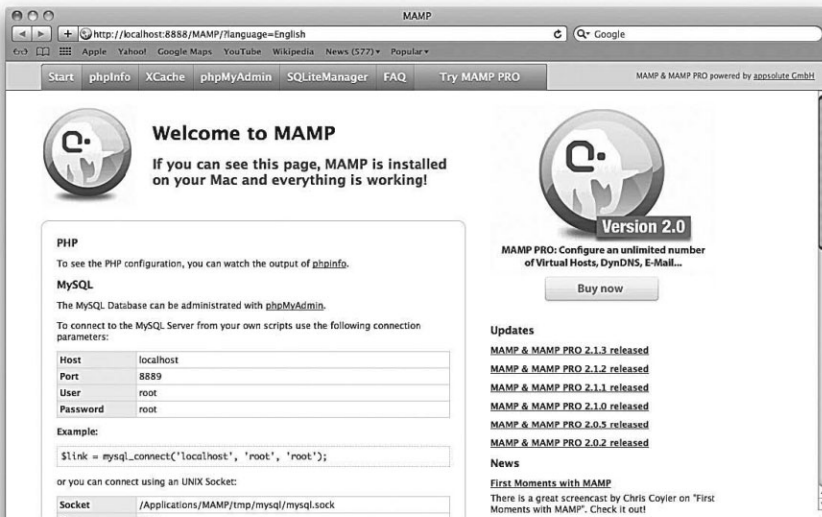 MAMP
http://localhost:8888/MAMP/?language=English
Google
Apple Yahoo! Google Maps YouTube Wikipedia News (577) Popular
Start phpInfo XCache phpMyAdmin SQLiteManager FAQ Try MAMP PRO
MAMP & MAMP PRO powered by appsolute GmbH
Welcome to MAMP
If you can see this page, MAMP is installed
on your Mac and everything is working!
PHP
To see the PHP configuration, you can watch the output of phpinfo.
MySQL
The MySQL Database can be administrated with phpMyAdmin.
To connect to the MySQL Server from your own scripts use the following connection
parameters:
Host localhost
Port 8889
User root
Password root
Example:
$link = mysql_connect('localhost', 'root', 'root');
or you can connect using an UNIX Socket:
Socket /Applications/MAMP/tmp/mysql/mysql.sock
Version 2.0
MAMP PRO: Configure an unlimited number
of Virtual Hosts, DynDNS, E-Mail...
Buy now
Updates
MAMP & MAMP PRO 2.1.3 released
MAMP & MAMP PRO 2.1.2 released
MAMP & MAMP PRO 2.1.1 released
MAMP & MAMP PRO 2.1.0 released
MAMP & MAMP PRO 2.0.5 released
MAMP & MAMP PRO 2.0.2 released
News
First Moments with MAMP
There is a great screencast by Chris Coyier on "First
Moments with MAMP". Check it out!